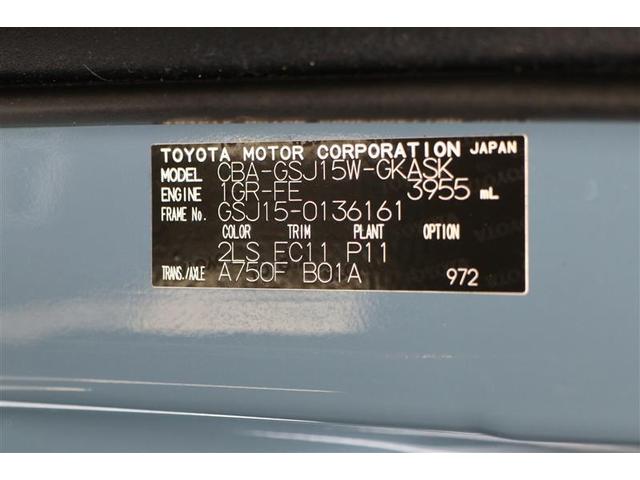 TOYOTA MOTOR CORPORATION JAPAN
MODEL CBA-GSJ15W-GKASK
ENGINE 1GR-FE 3955 mL
FRAME No. GSJ15-0136161
COLOR TRIM PLANT OPTION
2LS FC11 P11
TRANS./AXLE A750F B01A 972